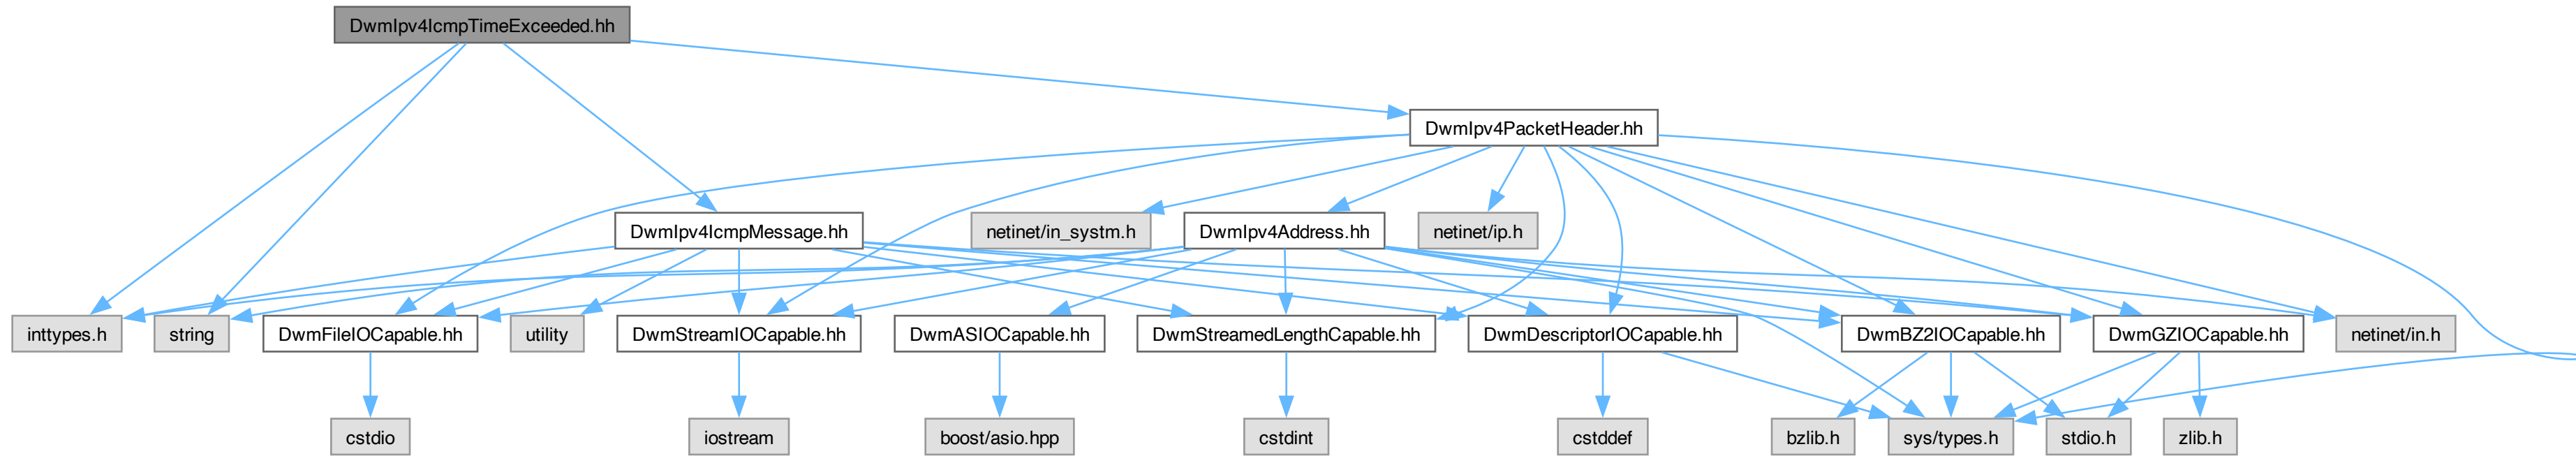 DwmIpv4IcmpTimeExceeded.hh
DwmIpv4PacketHeader.hh
DwmIpv4IcmpMessage.hh
netinet/in_systm.h
DwmIpv4Address.hh
netinet/ip.h
inttypes.h
string
DwmFileIOCapable.hh
utility
DwmStreamIOCapable.hh
DwmASIOCapable.hh
DwmStreamedLengthCapable.hh
DwmDescriptorIOCapable.hh
DwmBZ2IOCapable.hh
DwmGZIOCapable.hh
netinet/in.h
cstdio
iostream
boost/asio.hpp
cstdint
cstddef
bzlib.h
sys/types.h
stdio.h
zlib.h